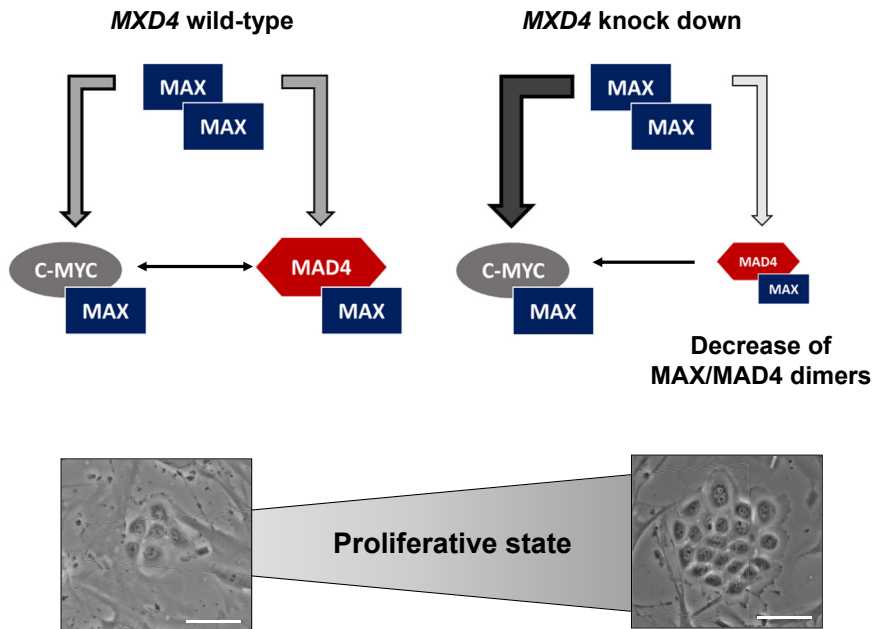 MXD4 wild-type
MXD4 knock down
MAX
MAX
MAX
MAX
C-MYC
MAX
MAD4
MAX
C-MYC
MAX
MAD4
MAX
Decrease of
MAX/MAD4 dimers
Proliferative state